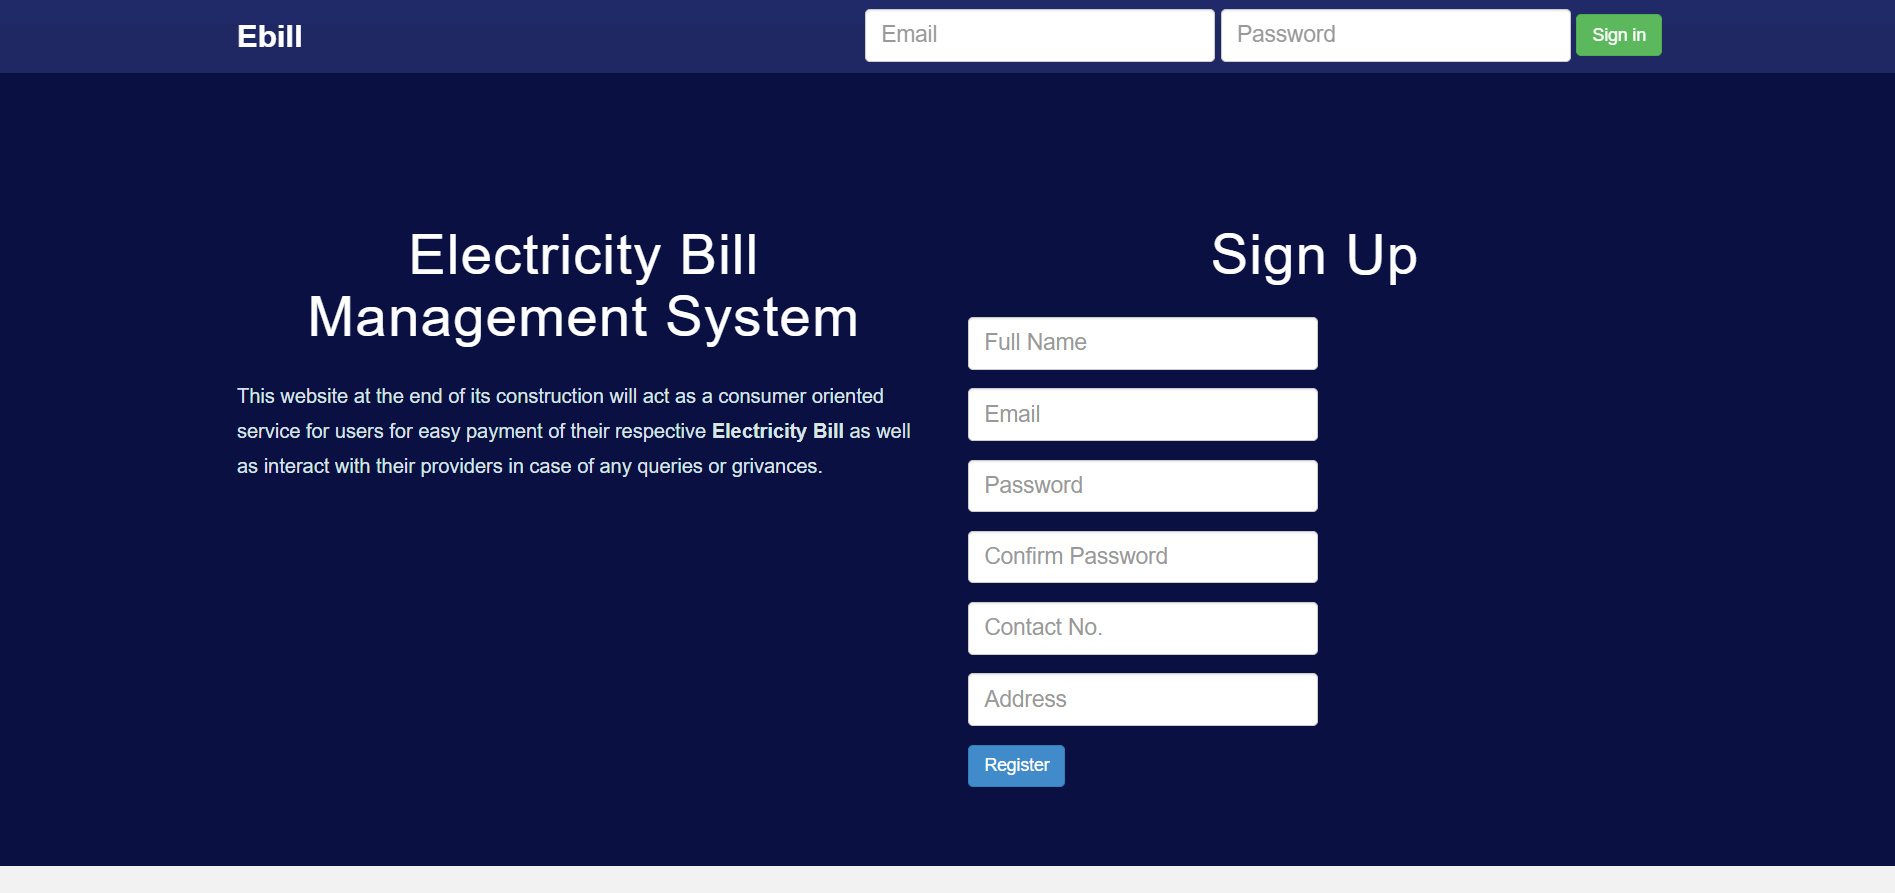 Ebill
Email
Password
Sign in
Electricity Bill
Management System
This website at the end of its construction will act as a consumer oriented
service for users for easy payment of their respective Electricity Bill as well
as interact with their providers in case of any queries or grivances.
Sign Up
Full Name
Email
Password
Confirm Password
Contact No.
Address
Register